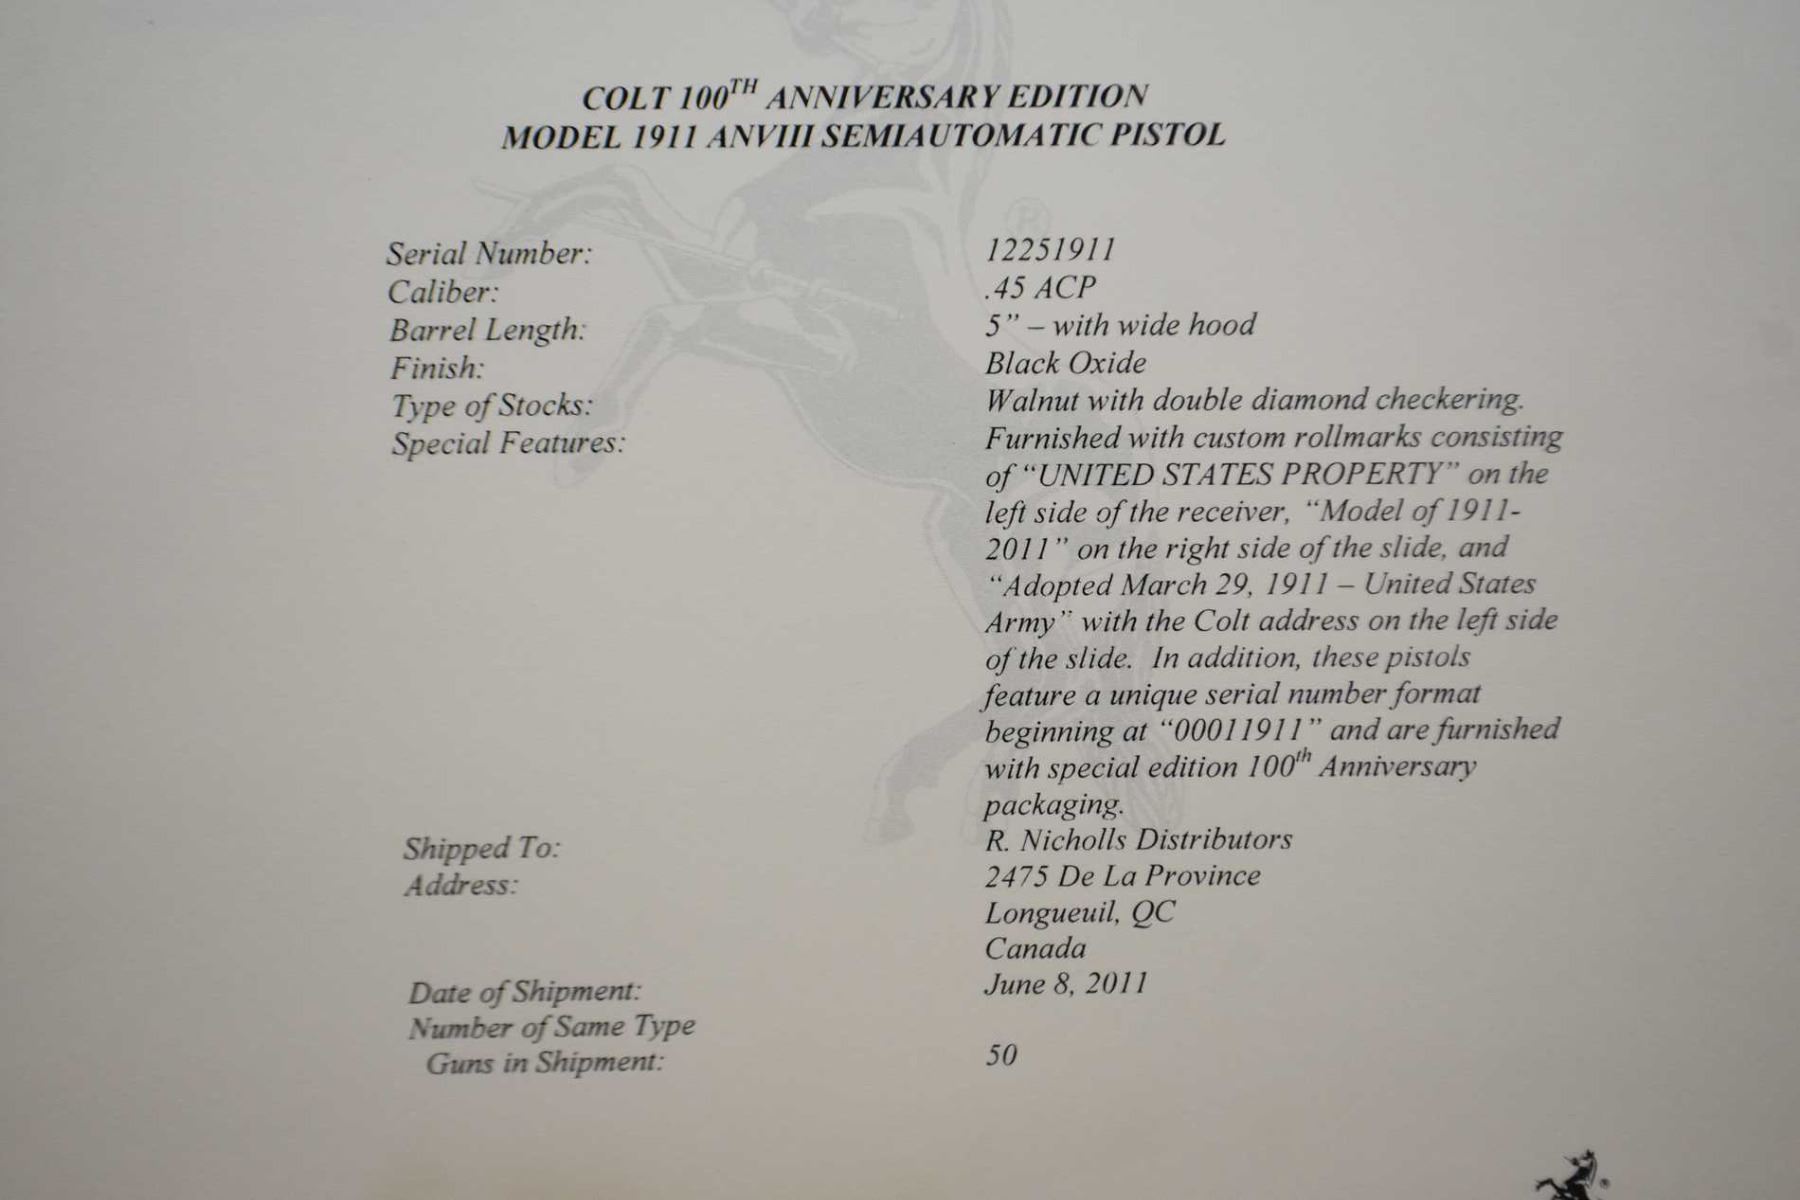 COLT 100TH ANNIVERSARY EDITION
MODEL 1911 ANVIII SEMIAUTOMATIC PISTOL
Serial Number: 12251911
Caliber: .45 ACP
Barrel Length: 5” – with wide hood
Finish: Black Oxide
Type of Stocks: Walnut with double diamond checkering.
Special Features: Furnished with custom rollmarks consisting
of “UNITED STATES PROPERTY” on the
left side of the receiver, “Model of 1911-
2011” on the right side of the slide, and
“Adopted March 29, 1911 – United States
Army” with the Colt address on the left side
of the slide. In addition, these pistols
feature a unique serial number format
beginning at “00011911” and are furnished
with special edition 100th Anniversary
packaging.
Shipped To: R. Nicholls Distributors
Address: 2475 De La Province
Longueuil, QC
Canada
Date of Shipment: June 8, 2011
Number of Same Type
Guns in Shipment: 50